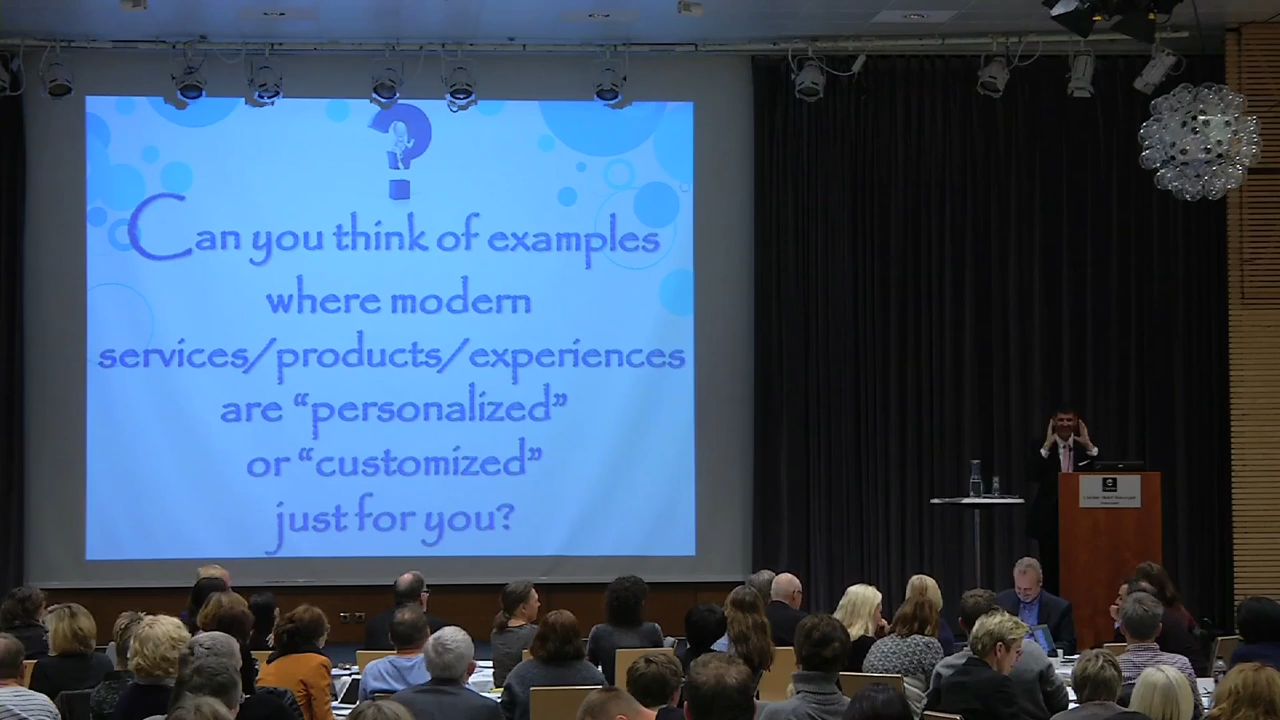 Can you think of examples
where modern
services/products/experiences
are “personalized”
or “customized”
just for you?